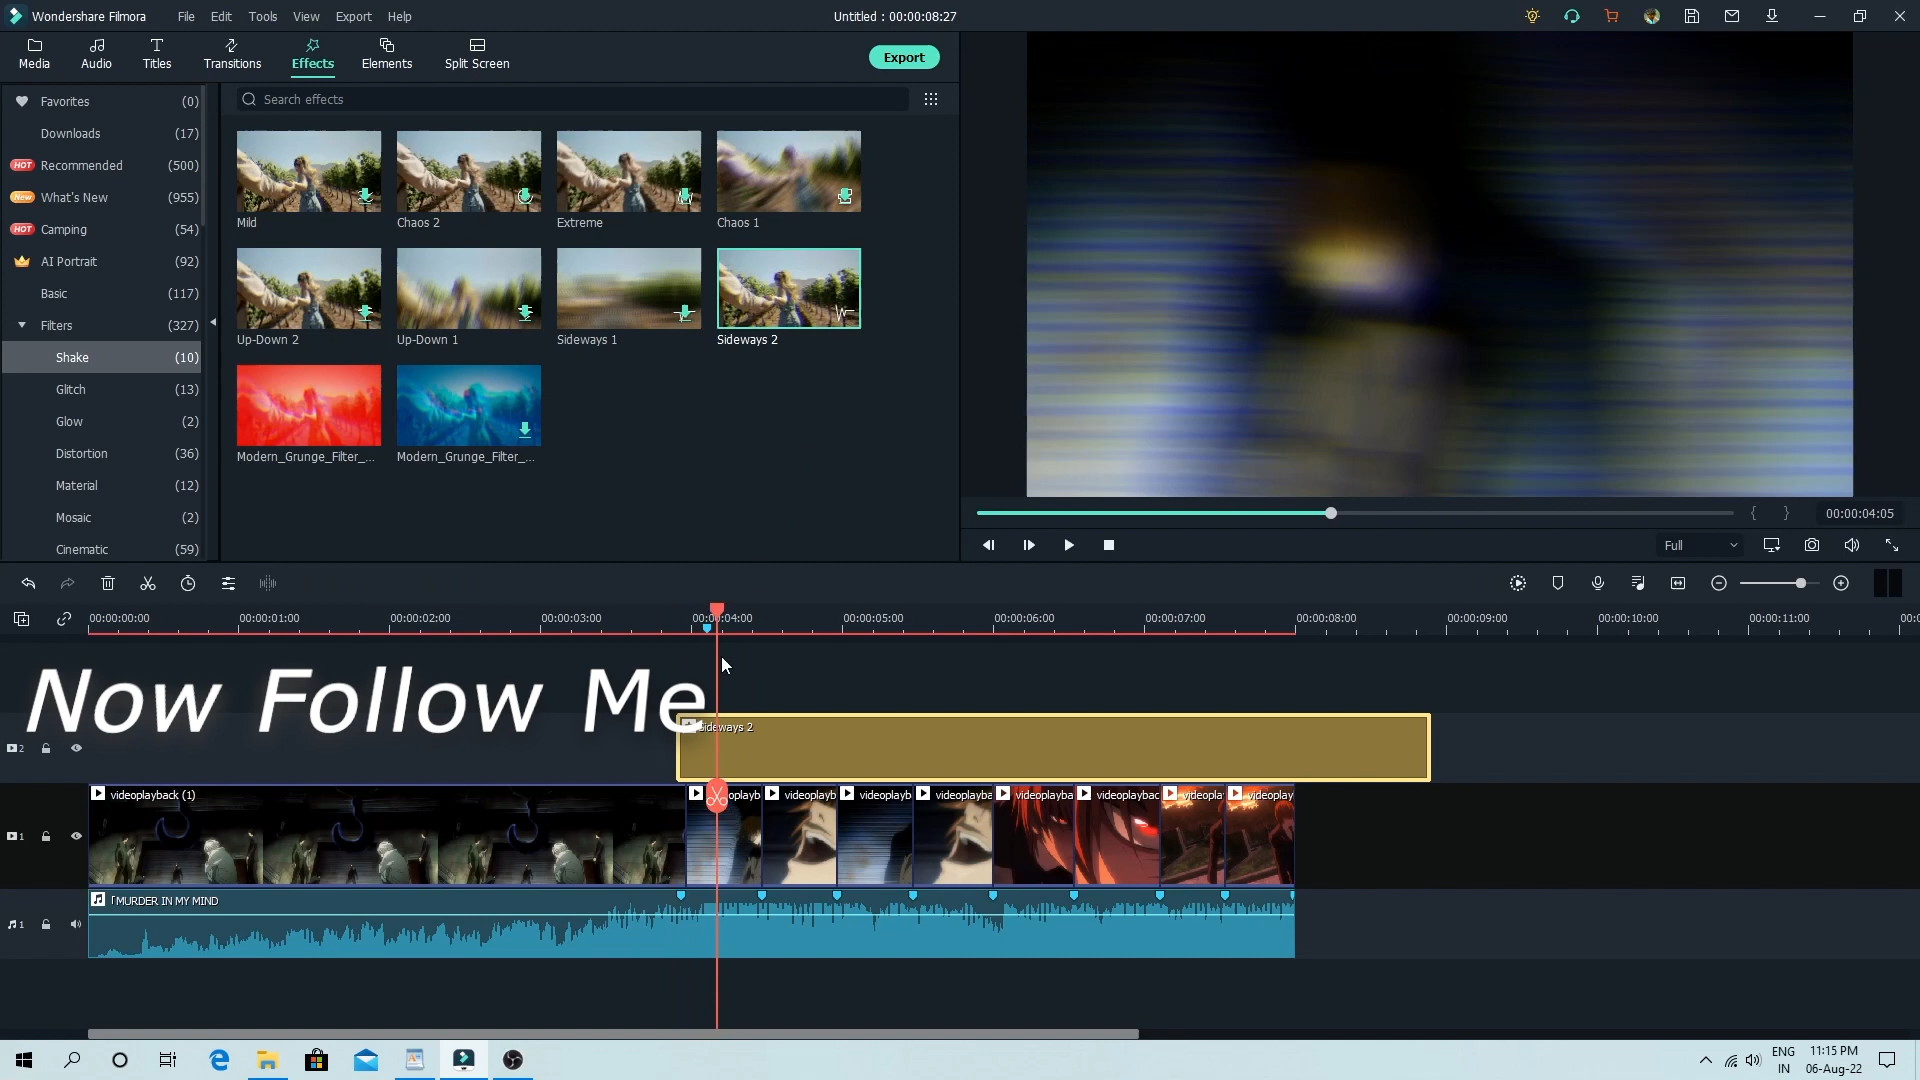 Wondershare Filmora
File
Edit
Tools
View
Export
Help
Untitled : 00:00:08:27
Media
Audio
Titles
Transitions
Effects
Elements
Split Screen
Export
Favorites (0)
Downloads (17)
HOT Recommended (500)
New What's New (955)
HOT Camping (54)
AI Portrait (92)
Basic (117)
Filters (327)
Shake (10)
Glitch (13)
Glow (2)
Distortion (36)
Material (12)
Mosaic (2)
Cinematic (59)
Search effects
Mild
Chaos 2
Extreme
Chaos 1
Up-Down 2
Up-Down 1
Sideways 1
Sideways 2
Modern_Grunge_Filter_...
Modern_Grunge_Filter_...
00:00:04:05
Full
00:00:00:00
00:00:01:00
00:00:02:00
00:00:03:00
00:00:04:00
00:00:05:00
00:00:06:00
00:00:07:00
00:00:08:00
00:00:09:00
00:00:10:00
00:00:11:00
00:0
Now Follow Me
Sideways 2
2
videoplayback (1)
oplayb
videoplayb
videoplayb
videoplayba
videoplayba
videoplaybac
videopla
videoplay
1
MURDER IN MY MIND
1
ENG
IN
11:15 PM
06-Aug-22